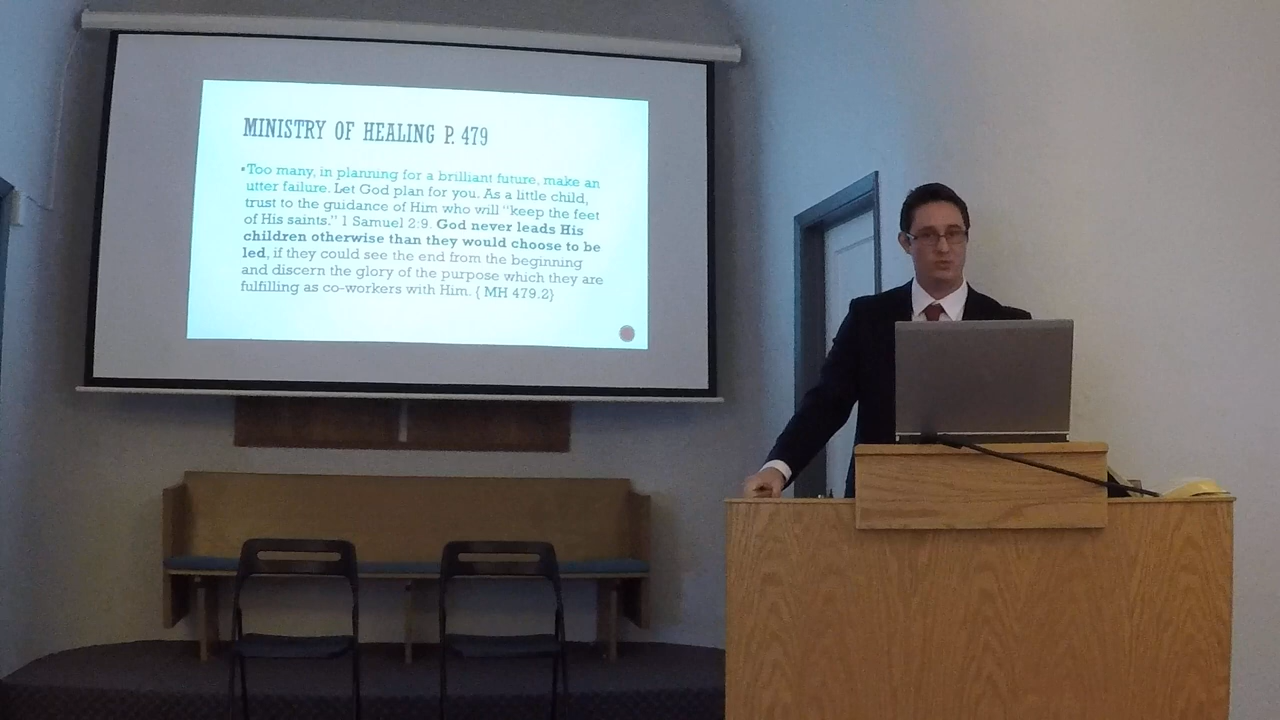 MINISTRY OF HEALING P. 479
•Too many, in planning for a brilliant future, make an
utter failure. Let God plan for you. As a little child,
trust to the guidance of Him who will "keep the feet
of His saints." 1 Samuel 2:9. God never leads His
children otherwise than they would choose to be
led, if they could see the end from the beginning
and discern the glory of the purpose which they are
fulfilling as co-workers with Him. { MH 479.2}